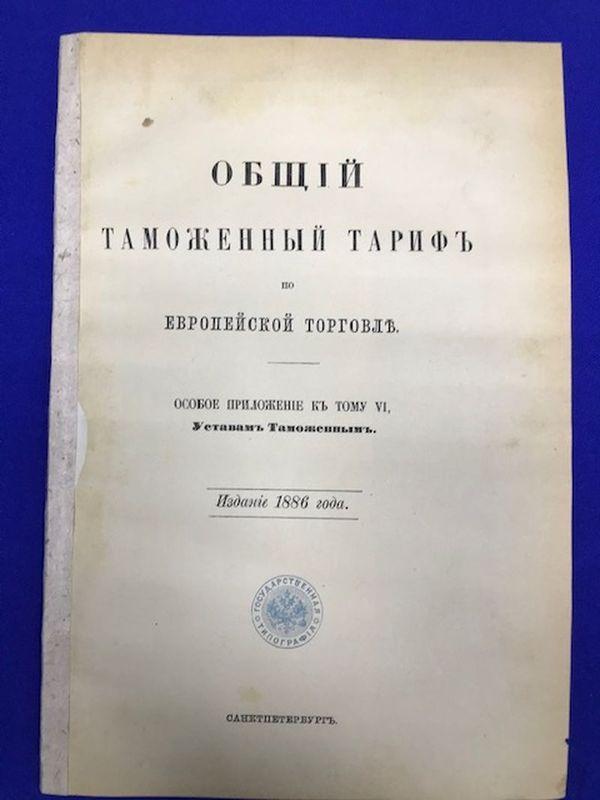 ОБЩІЙ
ТАМОЖЕННЫЙ ТАРИФЪ
ПО
ЕВРОПЕЙСКОЙ ТОРГОВЛѢ.
ОСОБОЕ ПРИЛОЖЕНІЕ КЪ ТОМУ VI,
Уставамъ Таможеннымъ.
Изданіе 1886 года.
ГОСУДАРСТВЕННАЯ
ТИПОГРАФІЯ
САНКТПЕТЕРБУРГЪ.